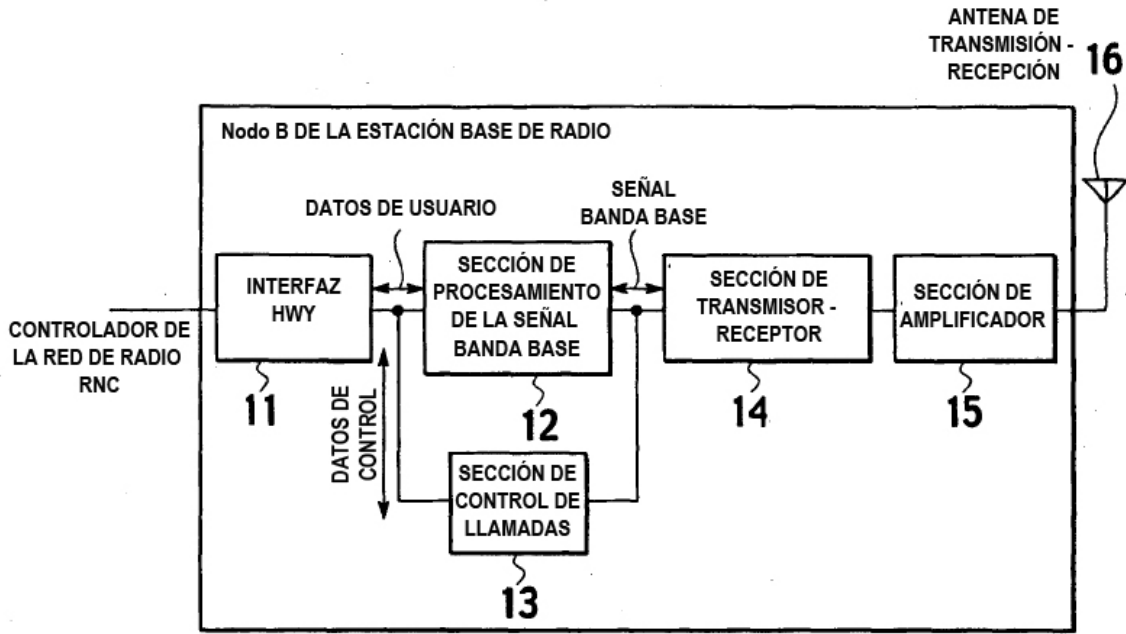 ANTENA DE
TRANSMISIÓN -
RECEPCIÓN
16
Nodo B DE LA ESTACIÓN BASE DE RADIO
DATOS DE USUARIO
SEÑAL
BANDA BASE
CONTROLADOR DE
LA RED DE RADIO
RNC
INTERFAZ
HWY
11
SECCIÓN DE
PROCESAMIENTO
DE LA SEÑAL
BANDA BASE
12
SECCIÓN DE
TRANSMISOR -
RECEPTOR
14
SECCIÓN DE
AMPLIFICADOR
15
DATOS DE
CONTROL
SECCIÓN DE
CONTROL DE
LLAMADAS
13